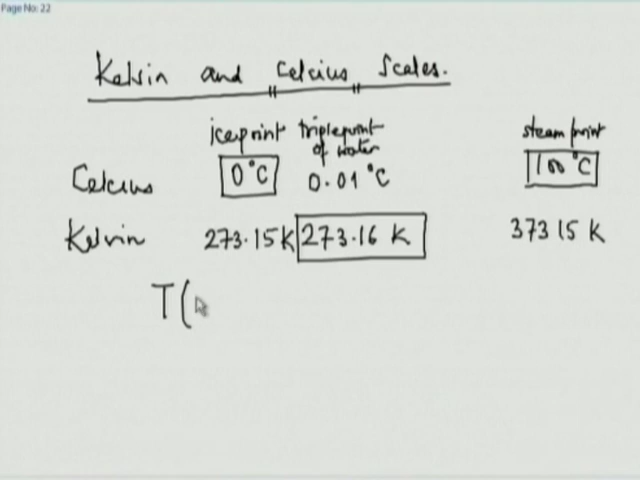 Page No: 22
Kelvin and Celcius Scales.
icepoint triplepoint of water steam point
Celcius 0°C 0.01°C 100°C
Kelvin 273.15K 273.16 K 373 15 K
T(